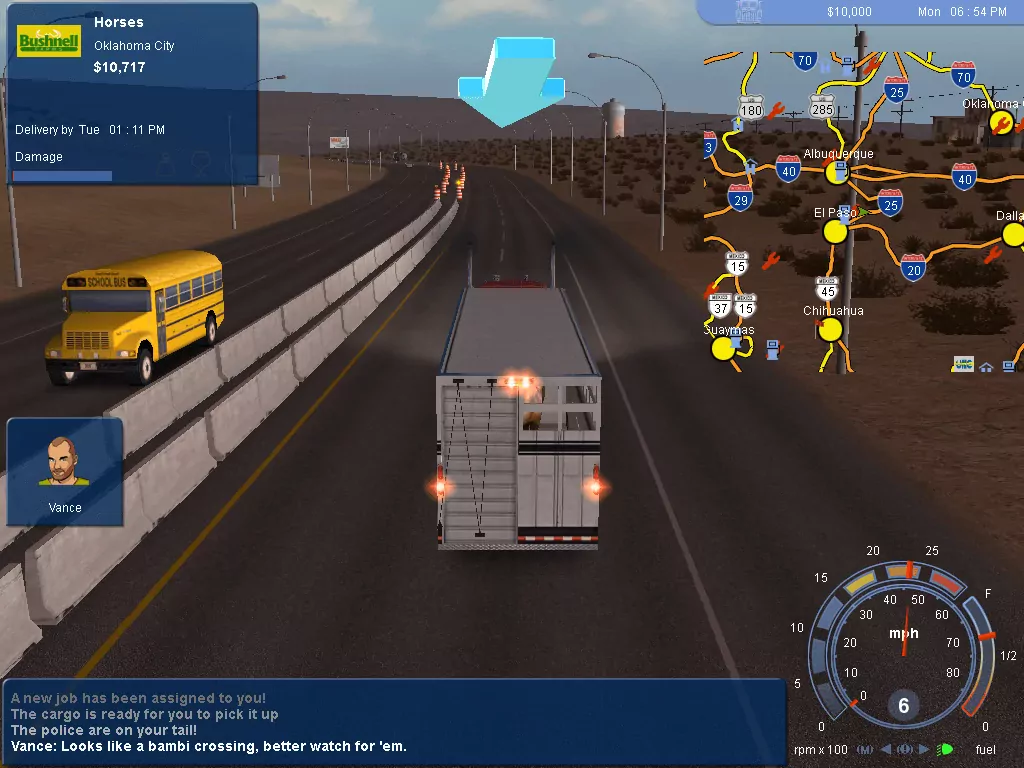 Bushnell
Horses
Oklahoma City
$10,717
Delivery by Tue 01 : 11 PM
Damage
$10,000
Mon 06 : 54 PM
70
70
25
180
285
Oklahoma
3
Albuquerque
40
40
29
25
El Paso
Dalla
15
20
45
37
15
Chihuahua
Guaymas
SCHOOL BUS
Vance
A new job has been assigned to you!
The cargo is ready for you to pick it up
The police are on your tail!
Vance: Looks like a bambi crossing, better watch for 'em.
0
5
10
15
20
25
0
10
20
30
40
50
60
70
80
mph
6
F
1/2
0
rpm x 100
(M)
fuel